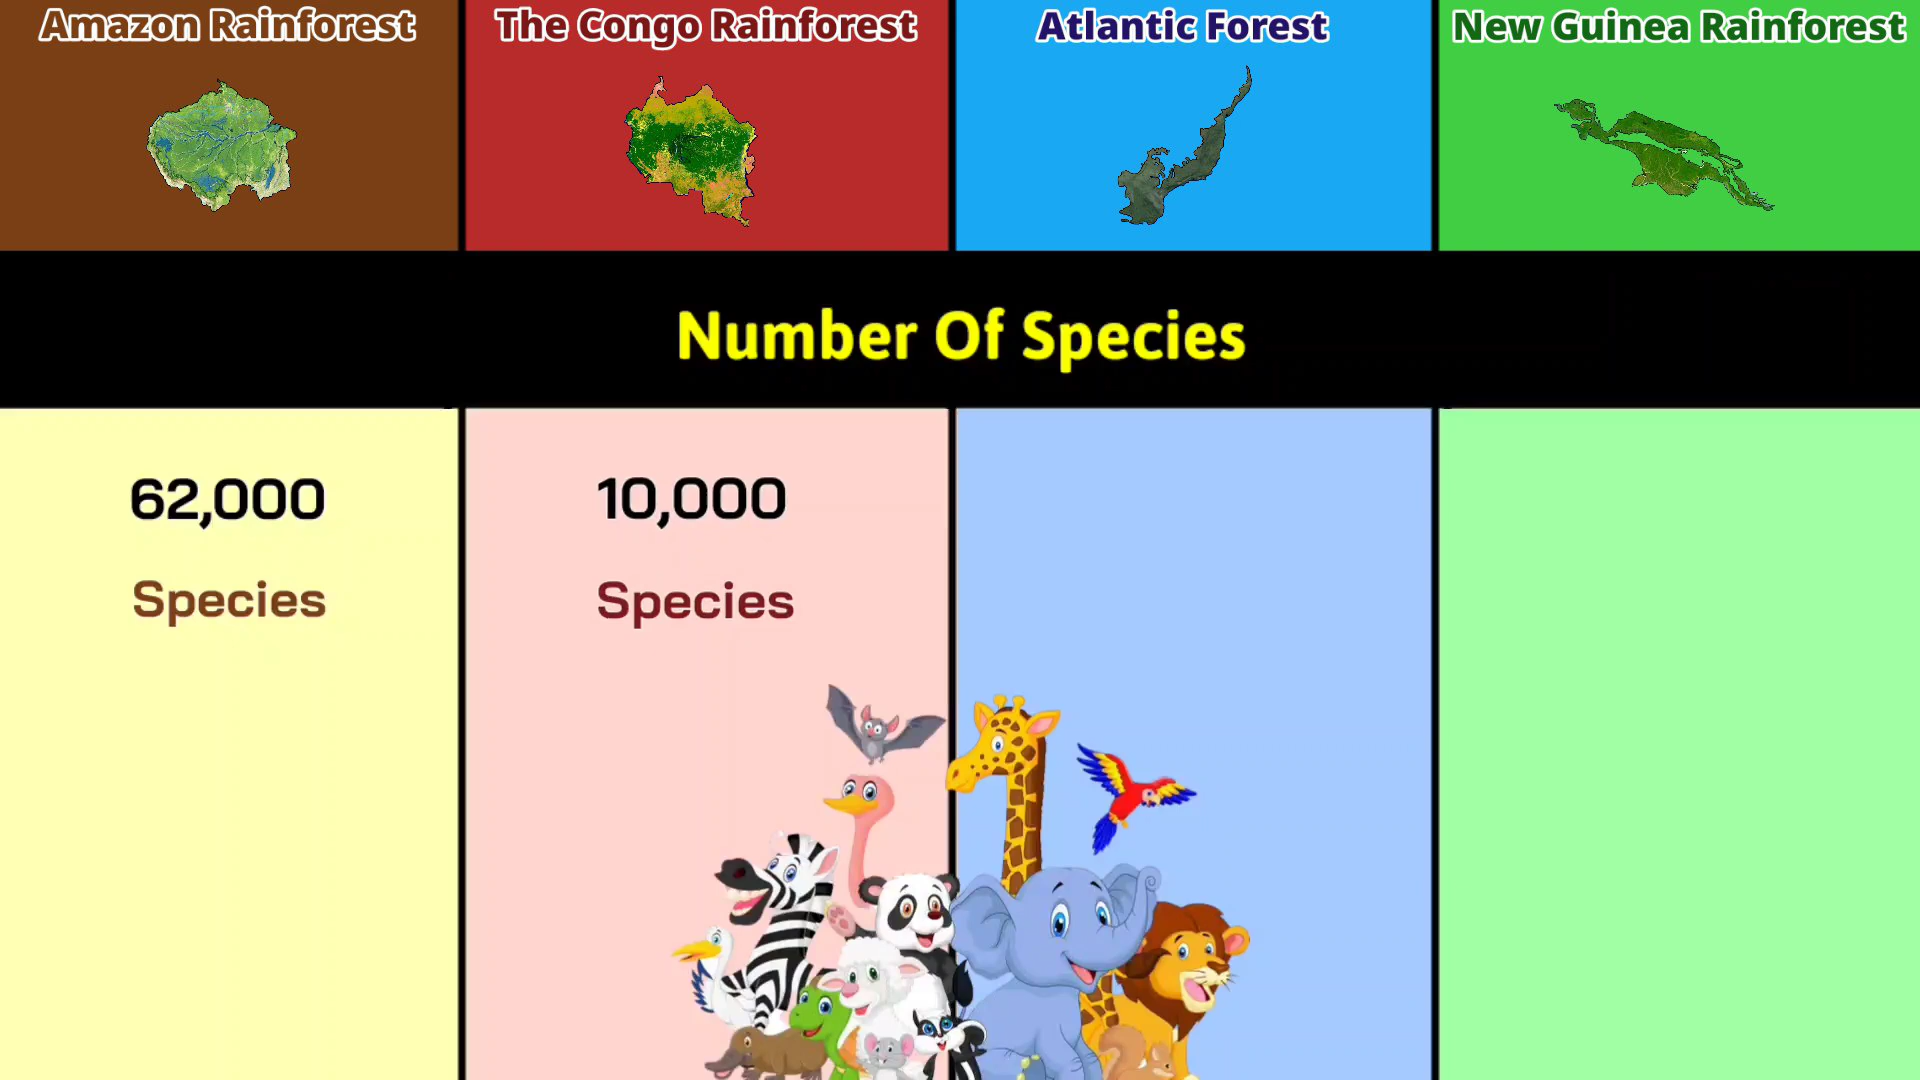 Amazon Rainforest
The Congo Rainforest
Atlantic Forest
New Guinea Rainforest
Number Of Species
62,000
Species
10,000
Species